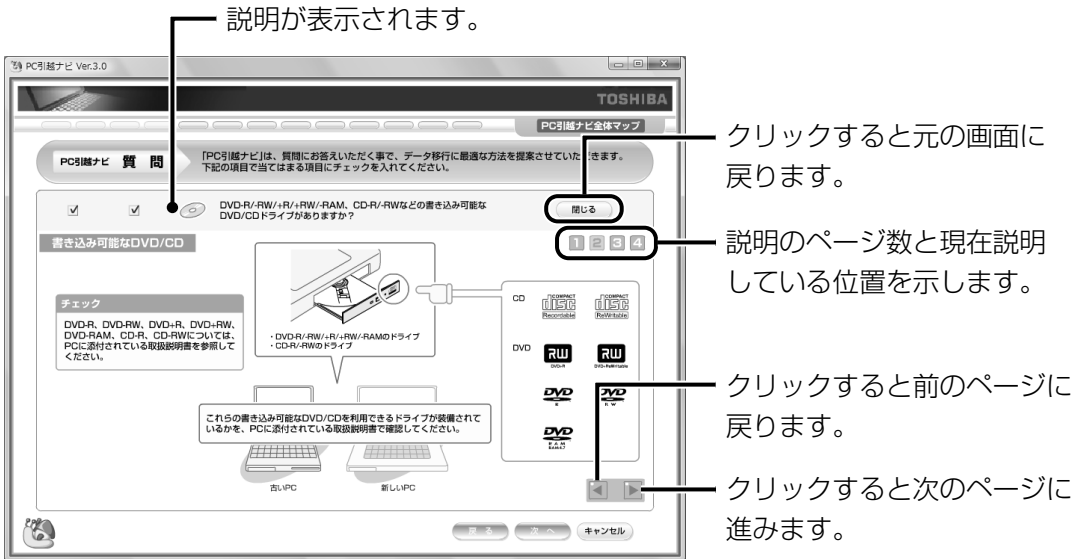 説明が表示されます。
PC引越ナビ Ver.3.0
TOSHIBA
PC引越ナビ全体マップ
PC引越ナビ 質 問
「PC引越ナビ」は、質問にお答えいただく事で、データ移行に最適な方法を提案させていただきます。
下記の項目で当てはまる項目にチェックを入れてください。
クリックすると元の画面に
戻ります。
DVD-R/-RW/+R/+RW/-RAM、CD-R/-RWなどの書き込み可能な
DVD/CDドライブがありますか？
閉じる
書き込み可能なDVD/CD
1 2 3 4
説明のページ数と現在説明
している位置を示します。
チェック
DVD-R、DVD-RW、DVD+R、DVD+RW、
DVD-RAM、CD-R、CD-RWについては、
PCに添付されている取扱説明書を参照して
ください。
・DVD-R/-RW/+R/+RW/-RAMのドライブ
・CD-R/-RWのドライブ
CD
COMPACT
disc
Recordable
COMPACT
disc
ReWritable
DVD
RW
DVD-R
RW
DVD-ReWritable
DVD
R
DVD
R W
DVD
R A M
RAM4.7
これらの書き込み可能なDVD/CDを利用できるドライブが装備されて
いるかを、PCに添付されている取扱説明書で確認してください。
古いPC
新しいPC
クリックすると前のページに
戻ります。
クリックすると次のページに
進みます。
戻 る
次 へ
キャンセル